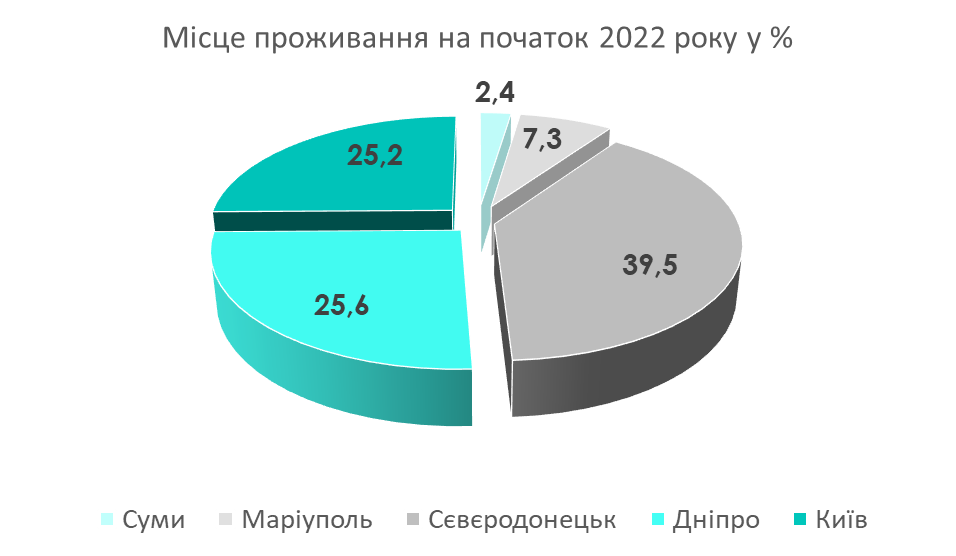 Місце проживання на початок 2022 року у %
2,4
7,3
25,2
39,5
25,6
Суми Маріуполь Сєвєродонецьк Дніпро Київ